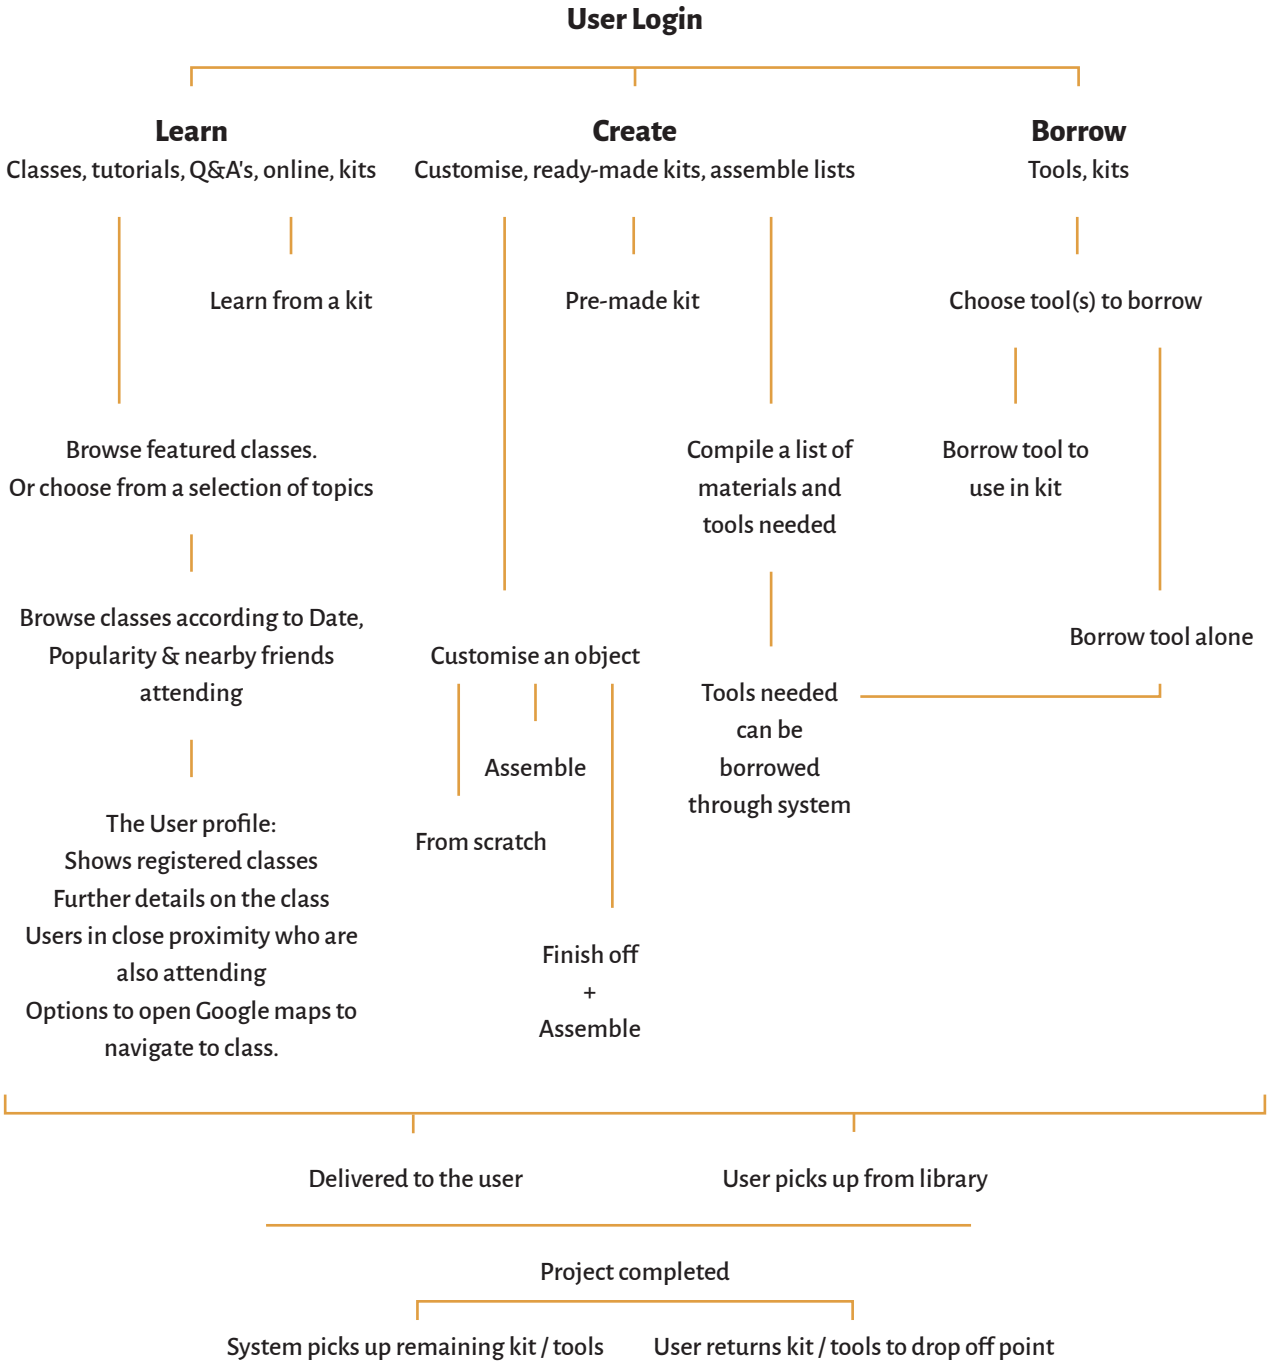 User Login
Learn
Classes, tutorials, Q&A's, online, kits
Create
Customise, ready-made kits, assemble lists
Borrow
Tools, kits
Learn from a kit
Pre-made kit
Choose tool(s) to borrow
Browse featured classes.
Or choose from a selection of topics
Compile a list of
materials and
tools needed
Borrow tool to
use in kit
Browse classes according to Date,
Popularity & nearby friends
attending
Customise an object
Borrow tool alone
Tools needed
can be
borrowed
through system
Assemble
From scratch
The User profile:
Shows registered classes
Further details on the class
Users in close proximity who are
also attending
Options to open Google maps to
navigate to class.
Finish off
+
Assemble
Delivered to the user
User picks up from library
Project completed
System picks up remaining kit / tools
User returns kit / tools to drop off point